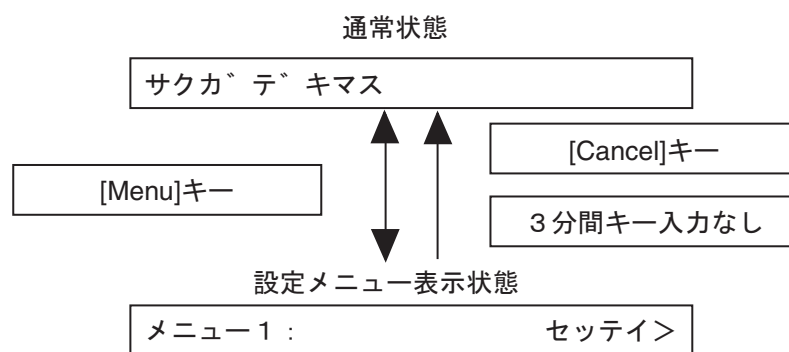 通常状態
サクカ゛テ゛キマス
[Cancel]キー
[Menu]キー
3分間キー入力なし
設定メニュー表示状態
メニュー1: セッテイ>